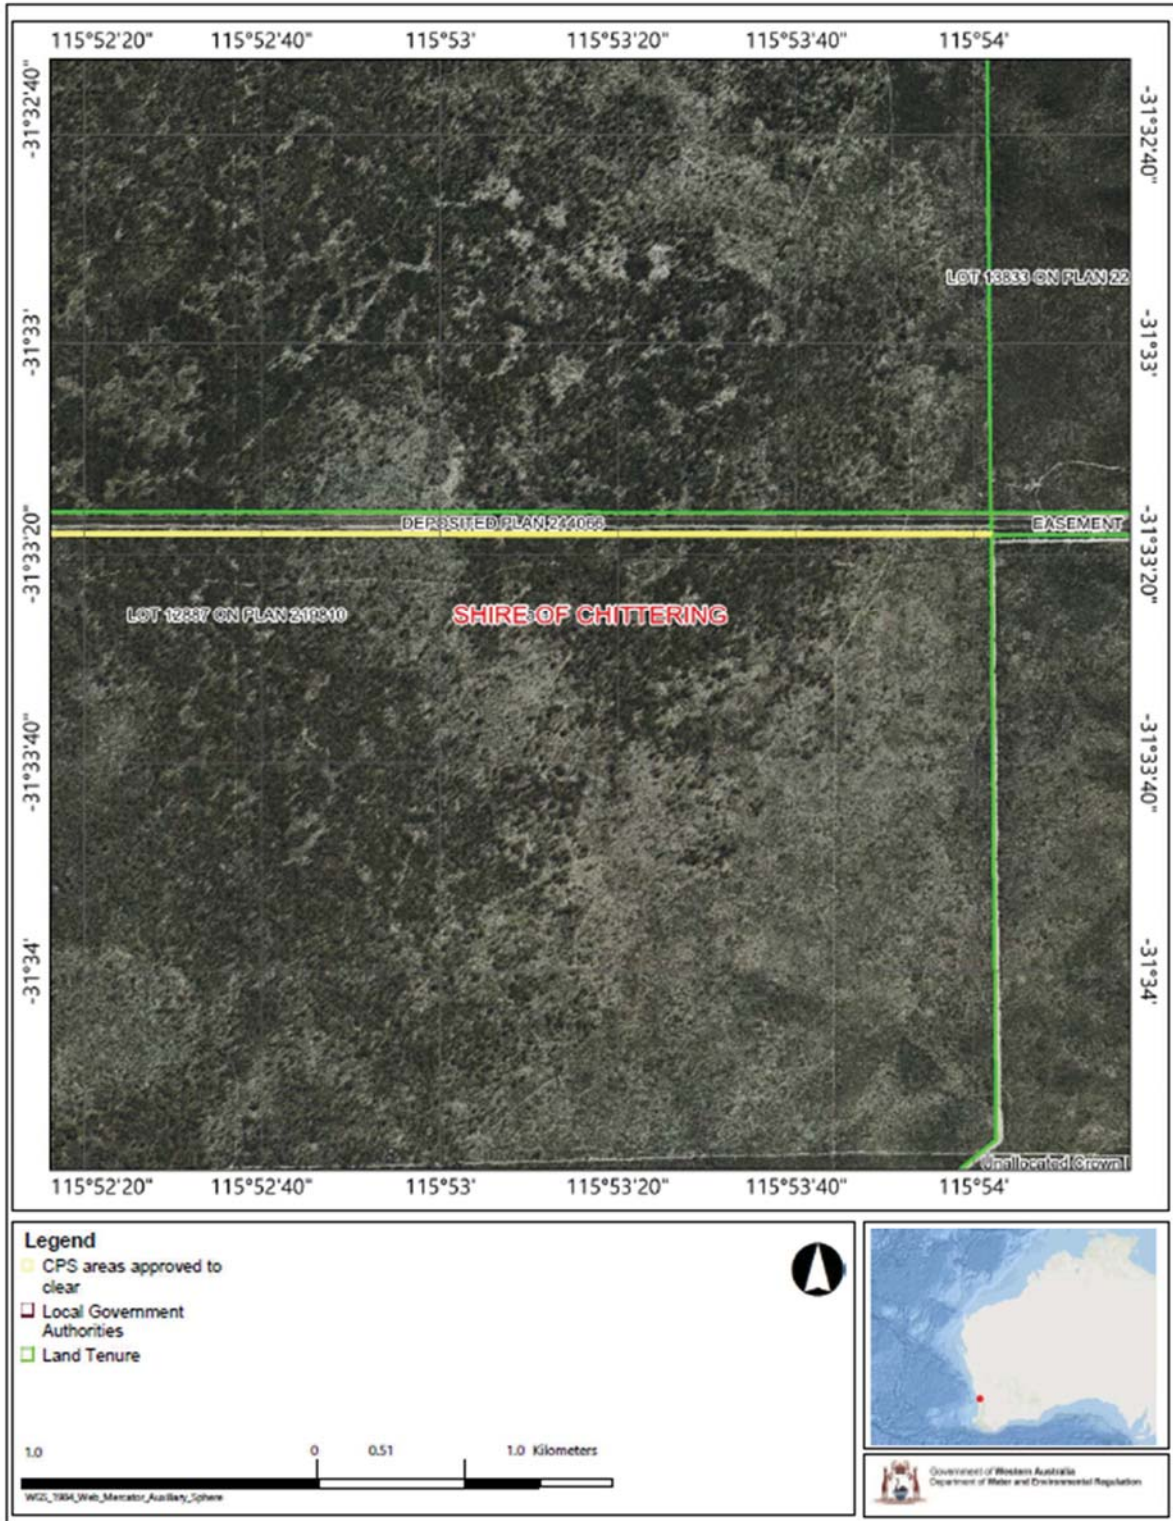 115°52'20" 115°52'40" 115°53' 115°53'20" 115°53'40" 115°54'
-31°32'40"
-31°32'40"
LOT 13833 ON PLAN 22
-31°33'
-31°33'
DEPOSITED PLAN 244066
EASEMENT
-31°33'20"
-31°33'20"
LOT 12887 ON PLAN 219810
SHIRE OF CHITTERING
-31°33'40"
-31°33'40"
-31°34'
-31°34'
Unallocated Crown
115°52'20" 115°52'40" 115°53' 115°53'20" 115°53'40" 115°54'
Legend
CPS areas approved to
clear
Local Government
Authorities
Land Tenure
1.0 0 0.51 1.0 Kilometers
WGS_1984_Web_Mercator_Auxiliary_Sphere
Government of Western Australia
Department of Water and Environmental Regulation